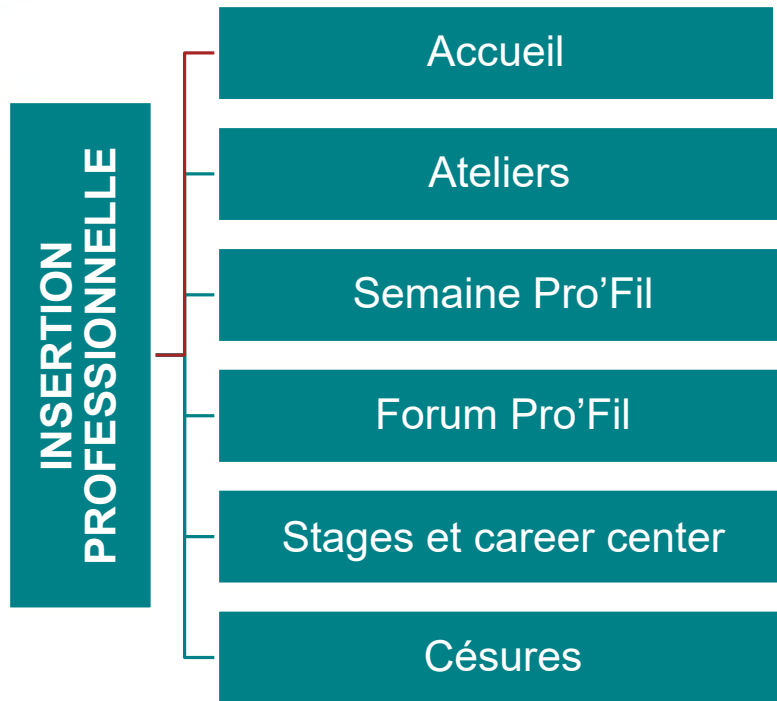 INSERTION
PROFESSIONNELLE
Accueil
Ateliers
Semaine Pro’Fil
Forum Pro’Fil
Stages et career center
Césures